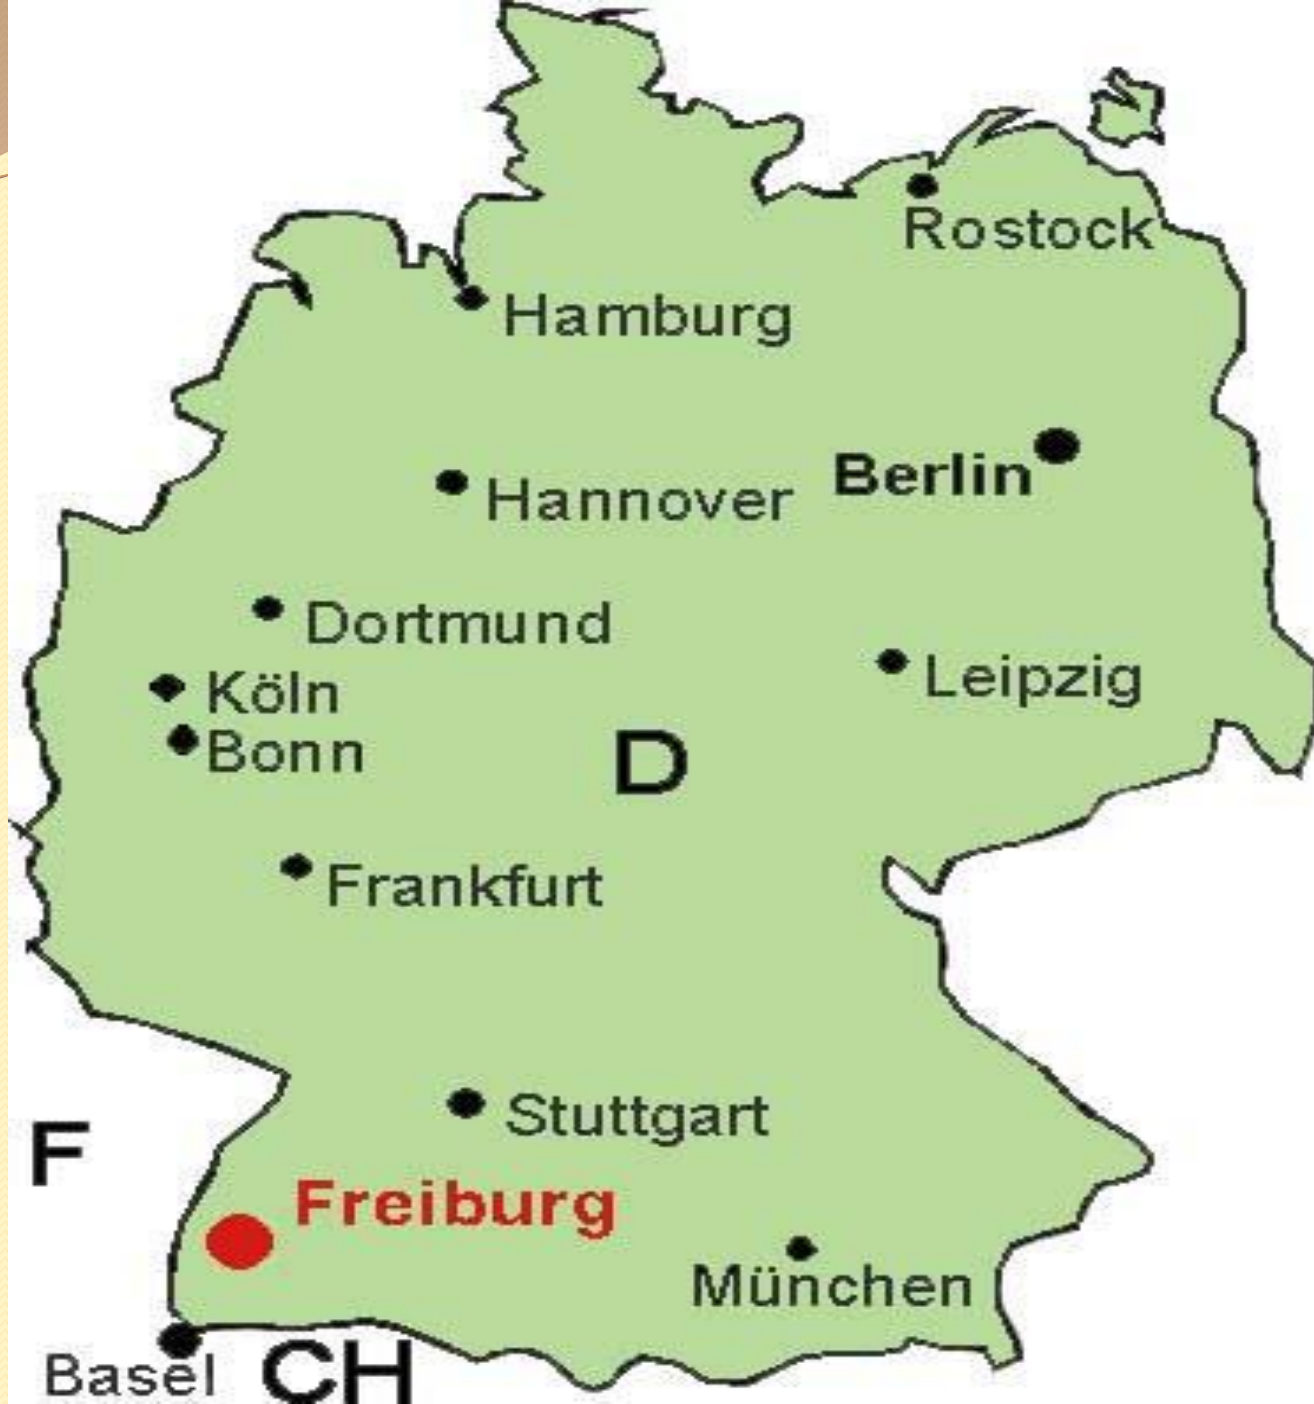 Rostock
Hamburg
Berlin
Hannover
Dortmund
Leipzig
Köln
Bonn
D
Frankfurt
Stuttgart
F
Freiburg
München
Basel
CH